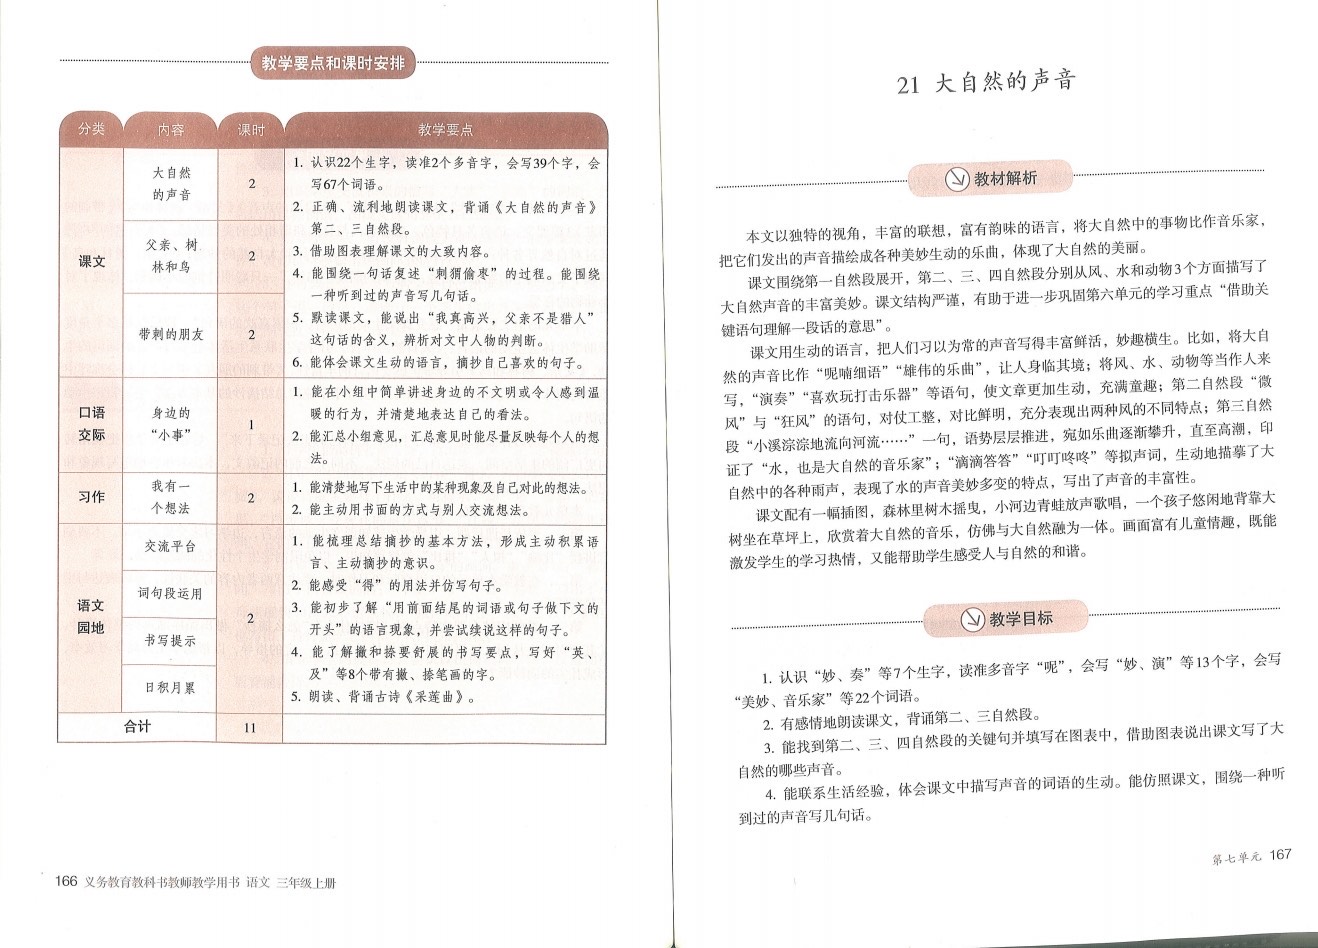 教学要点和课时安排
分类 内容 课时 教学要点
课文
大自然
的声音
2
父亲、树
林和鸟
2
带刺的朋友
2
1. 认识22个生字，读准2个多音字，会写39个字，会
写67个词语。
2. 正确、流利地朗读课文，背诵《大自然的声音》
第二、三自然段。
3. 借助图表理解课文的大致内容。
4. 能围绕一句话复述“刺猬偷枣”的过程。能围绕
一种听到过的声音写几句话。
5. 默读课文，能说出“我真高兴，父亲不是猎人”
这句话的含义，辨析对文中人物的判断。
6. 能体会课文生动的语言，摘抄自己喜欢的句子。
口语
交际
身边的
“小事”
1
1. 能在小组中简单讲述身边的不文明或令人感到温
暖的行为，并清楚地表达自己的看法。
2. 能汇总小组意见，汇总意见时能尽量反映每个人的想
法。
习作
我有一
个想法
2
1. 能清楚地写下生活中的某种现象及自己对此的想法。
2. 能主动用书面的方式与别人交流想法。
语文
园地
交流平台
词句段运用
书写提示
日积月累
2
1. 能梳理总结摘抄的基本方法，形成主动积累语
言、主动摘抄的意识。
2. 能感受“得”的用法并仿写句子。
3. 能初步了解“用前面结尾的词语或句子做下文的
开头”的语言现象，并尝试续说这样的句子。
4. 能了解撇和捺要舒展的书写要点，写好“英、
及”等8个带有撇、捺笔画的字。
5. 朗读、背诵古诗《采莲曲》。
合计 11
166 义务教育教科书教师教学用书 语文 三年级上册
21 大自然的声音
教材解析
本文以独特的视角，丰富的联想，富有韵味的语言，将大自然中的事物比作音乐家，
把它们发出的声音描绘成各种美妙生动的乐曲，体现了大自然的美丽。
课文围绕第一自然段展开，第二、三、四自然段分别从风、水和动物3个方面描写了
大自然声音的丰富美妙。课文结构严谨，有助于进一步巩固第六单元的学习重点“借助关
键语句理解一段话的意思”。
课文用生动的语言，把人们习以为常的声音写得丰富鲜活，妙趣横生。比如，将大自
然的声音比作“呢喃细语”“雄伟的乐曲”，让人身临其境；将风、水、动物等当作人来
写，“演奏”“喜欢玩打击乐器”等语句，使文章更加生动，充满童趣；第二自然段“微
风”与“狂风”的语句，对仗工整，对比鲜明，充分表现出两种风的不同特点；第三自然
段“小溪淙淙地流向河流……”一句，语势层层推进，宛如乐曲逐渐攀升，直至高潮，印
证了“水，也是大自然的音乐家”；“滴滴答答”“叮叮咚咚”等拟声词，生动地描摹了大
自然中的各种雨声，表现了水的声音美妙多变的特点，写出了声音的丰富性。
课文配有一幅插图，森林里树木摇曳，小河边青蛙放声歌唱，一个孩子悠闲地背靠大
树坐在草坪上，欣赏着大自然的音乐，仿佛与大自然融为一体。画面富有儿童情趣，既能
激发学生的学习热情，又能帮助学生感受人与自然的和谐。
教学目标
1. 认识“妙、奏”等7个生字，读准多音字“呢”，会写“妙、演”等13个字，会写
“美妙、音乐家”等22个词语。
2. 有感情地朗读课文，背诵第二、三自然段。
3. 能找到第二、三、四自然段的关键句并填写在图表中，借助图表说出课文写了大
自然的哪些声音。
4. 能联系生活经验，体会课文中描写声音的词语的生动。能仿照课文，围绕一种听
到过的声音写几句话。
第七单元 167